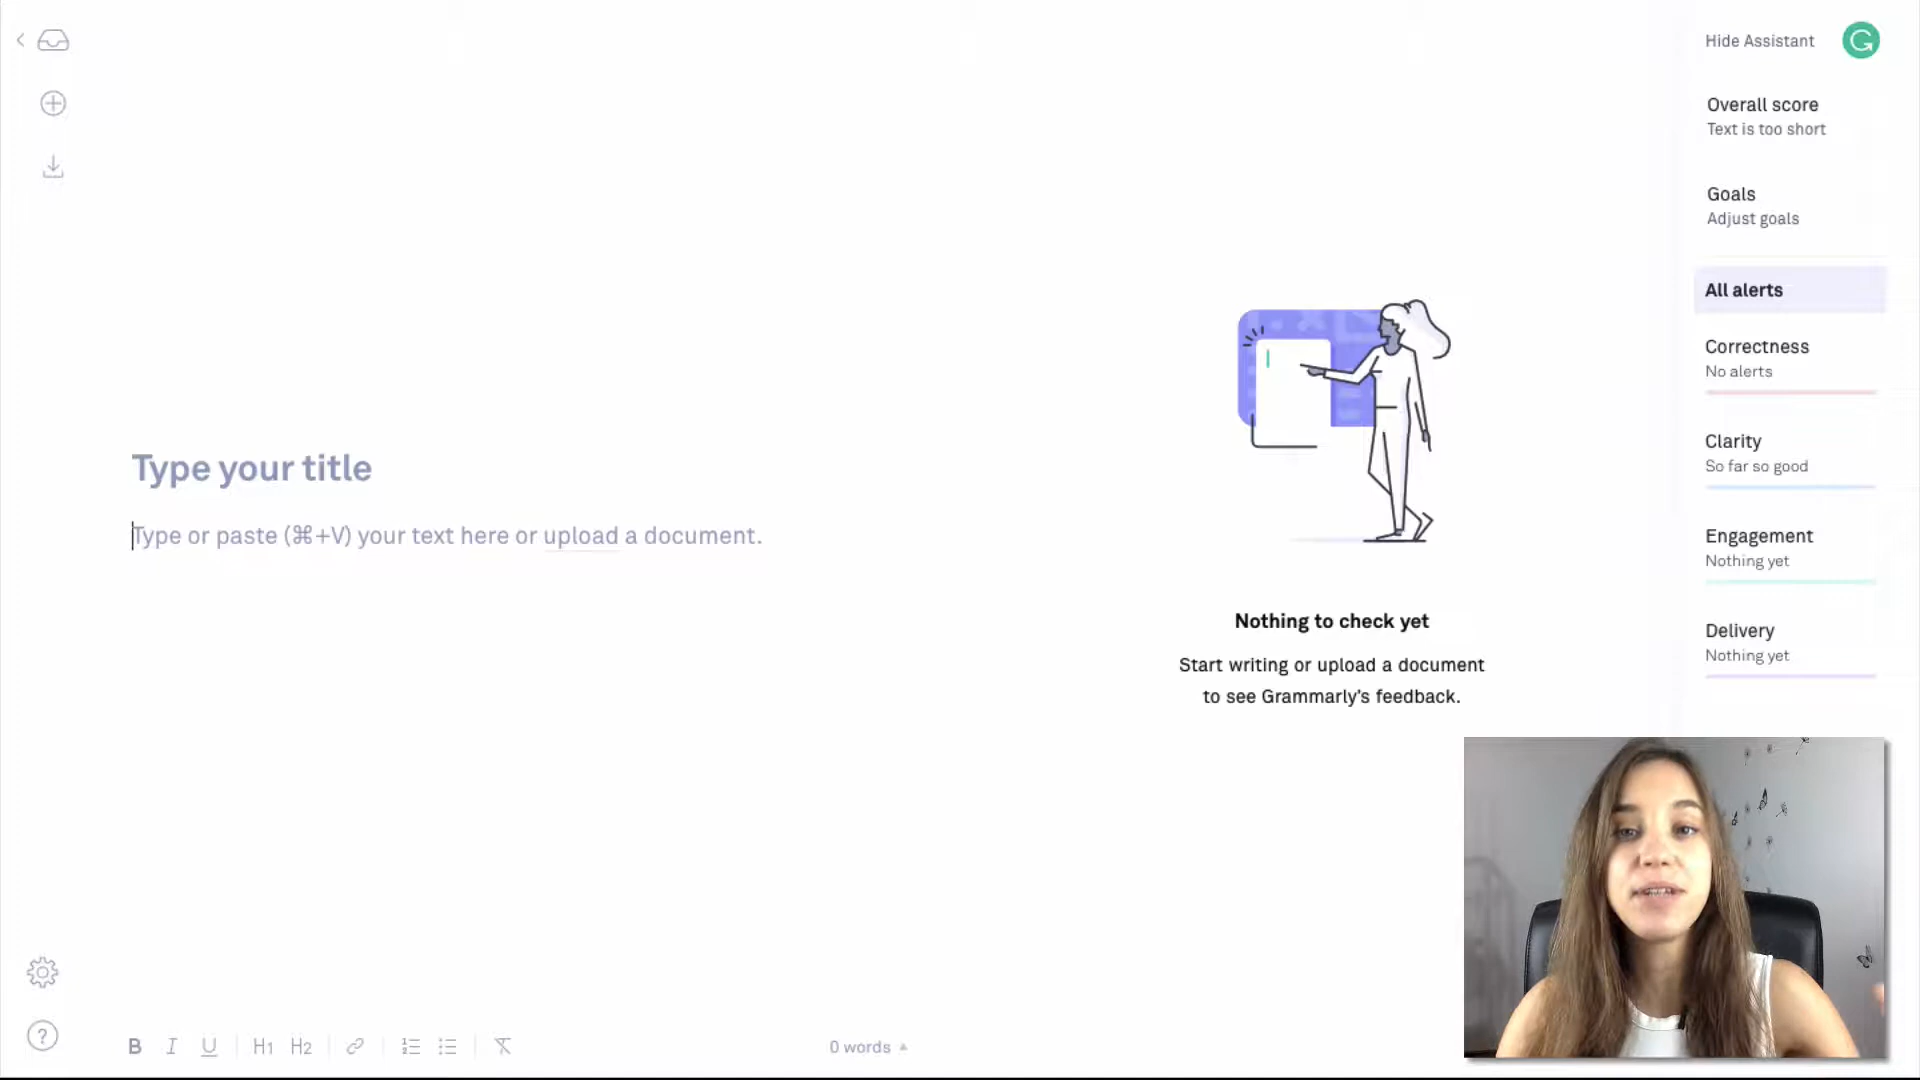 Hide Assistant
Overall score
Text is too short
Goals
Adjust goals
All alerts
Correctness
No alerts
Clarity
So far so good
Engagement
Nothing yet
Delivery
Nothing yet
Type your title
Type or paste (⌘+V) your text here or upload a document.
Nothing to check yet
Start writing or upload a document
to see Grammarly's feedback.
B I U H1 H2
0 words